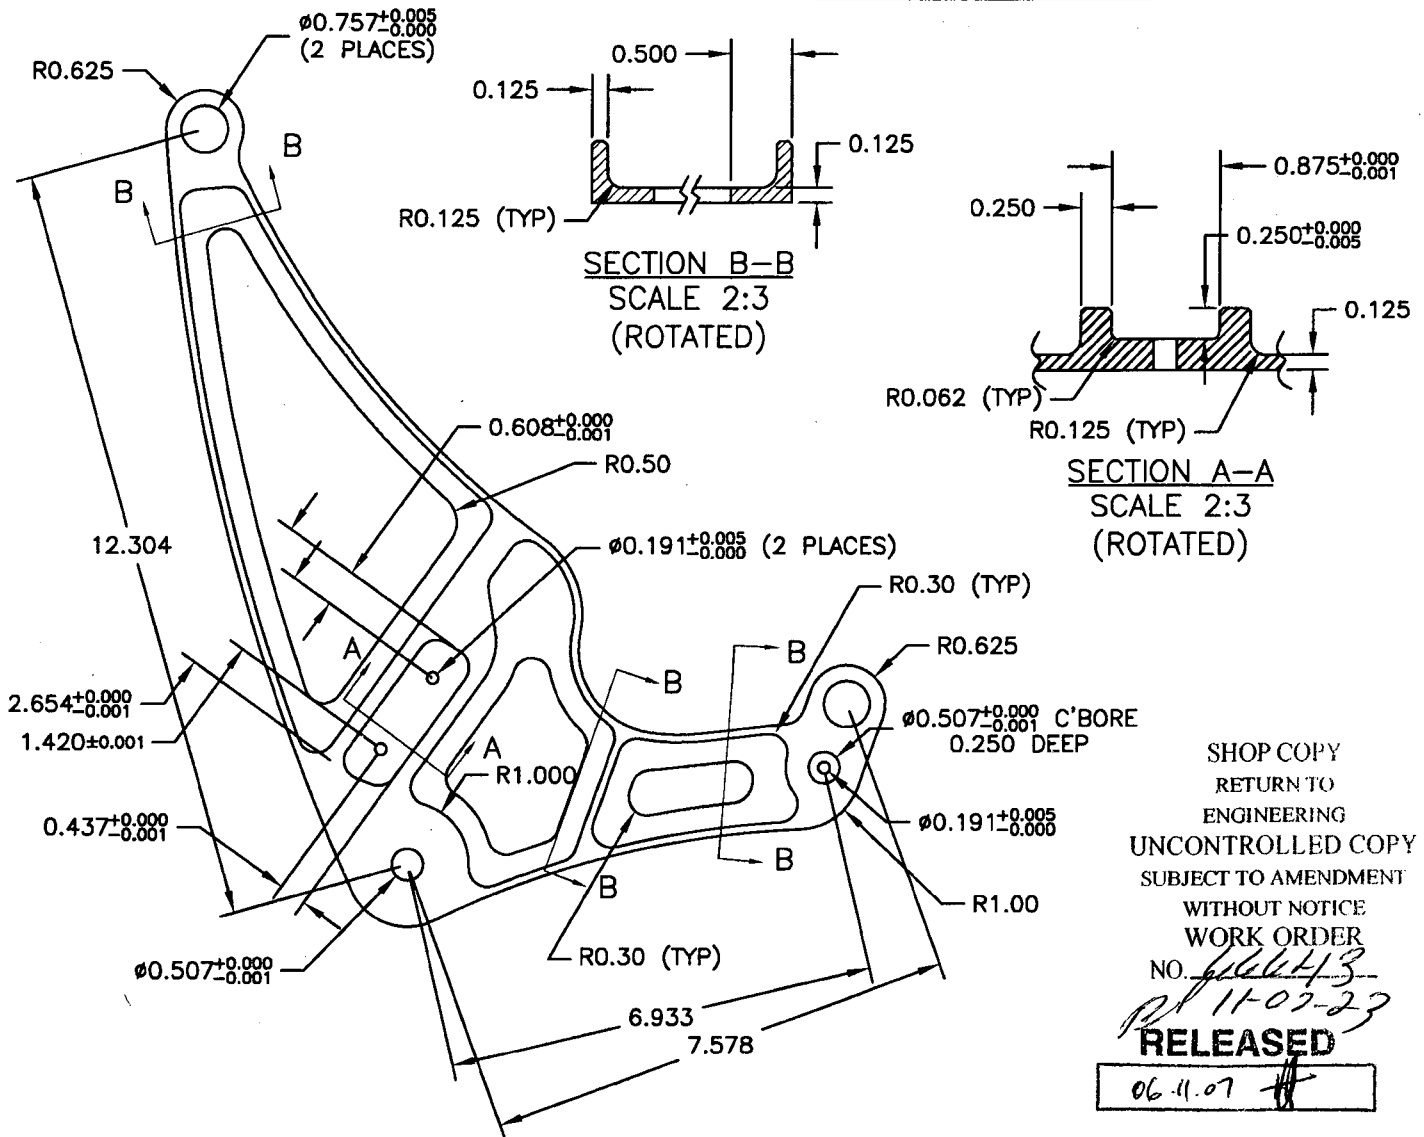 ø0.757+0.005 -0.000
(2 PLACES)
R0.625
B
B
0.500
0.125
0.125
R0.125 (TYP)
SECTION B-B
SCALE 2:3
(ROTATED)
0.875+0.000 -0.001
0.250
0.250+0.000 -0.005
0.125
R0.062 (TYP)
R0.125 (TYP)
SECTION A-A
SCALE 2:3
(ROTATED)
0.608+0.000 -0.001
R0.50
12.304
ø0.191+0.005 -0.000 (2 PLACES)
R0.30 (TYP)
A
B
B
R0.625
2.654+0.000 -0.001
1.420±0.001
ø0.507+0.000 -0.001 C'BORE
0.250 DEEP
A
R1.000
0.437+0.000 -0.001
ø0.191+0.005 -0.000
B
B
R1.00
R0.30 (TYP)
ø0.507+0.000 -0.001
6.933
7.578
SHOP COPY
RETURN TO
ENGINEERING
UNCONTROLLED COPY
SUBJECT TO AMENDMENT
WITHOUT NOTICE
WORK ORDER
NO.
11-07-23
RELEASED
06.11.07